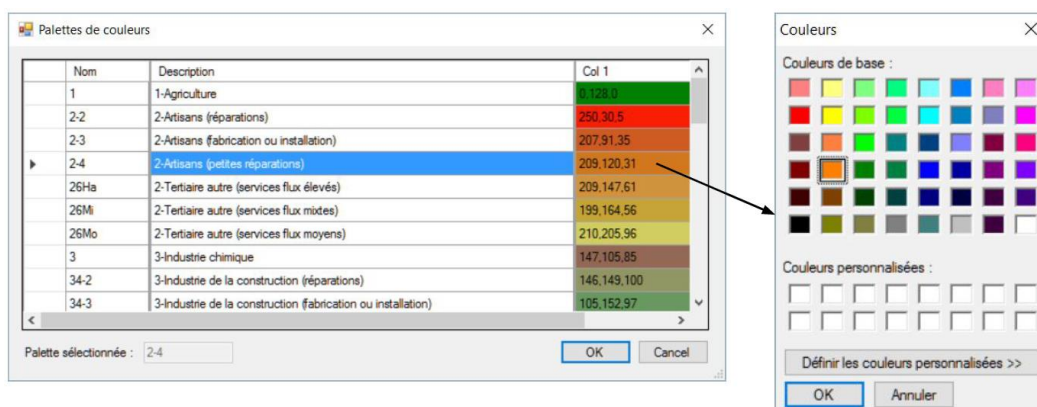 Palettes de couleurs
Nom Description Col 1
1 1-Agriculture 0,128,0
2-2 2-Artisans (réparations) 250,30,5
2-3 2-Artisans (fabrication ou installation) 207,91,35
2-4 2-Artisans (petites réparations) 209,120,31
26Ha 2-Tertiaire autre (services flux élevés) 209,147,61
26Mi 2-Tertiaire autre (services flux mixtes) 199,164,56
26Mo 2-Tertiaire autre (services flux moyens) 210,205,96
3 3-Industrie chimique 147,105,85
34-2 3-Industrie de la construction (réparations) 146,149,100
34-3 3-Industrie de la construction (fabrication ou installation) 105,152,97
Palette sélectionnée : 2-4 OK Cancel
Couleurs
Couleurs de base :
Couleurs personnalisées :
Définir les couleurs personnalisées >>
OK Annuler